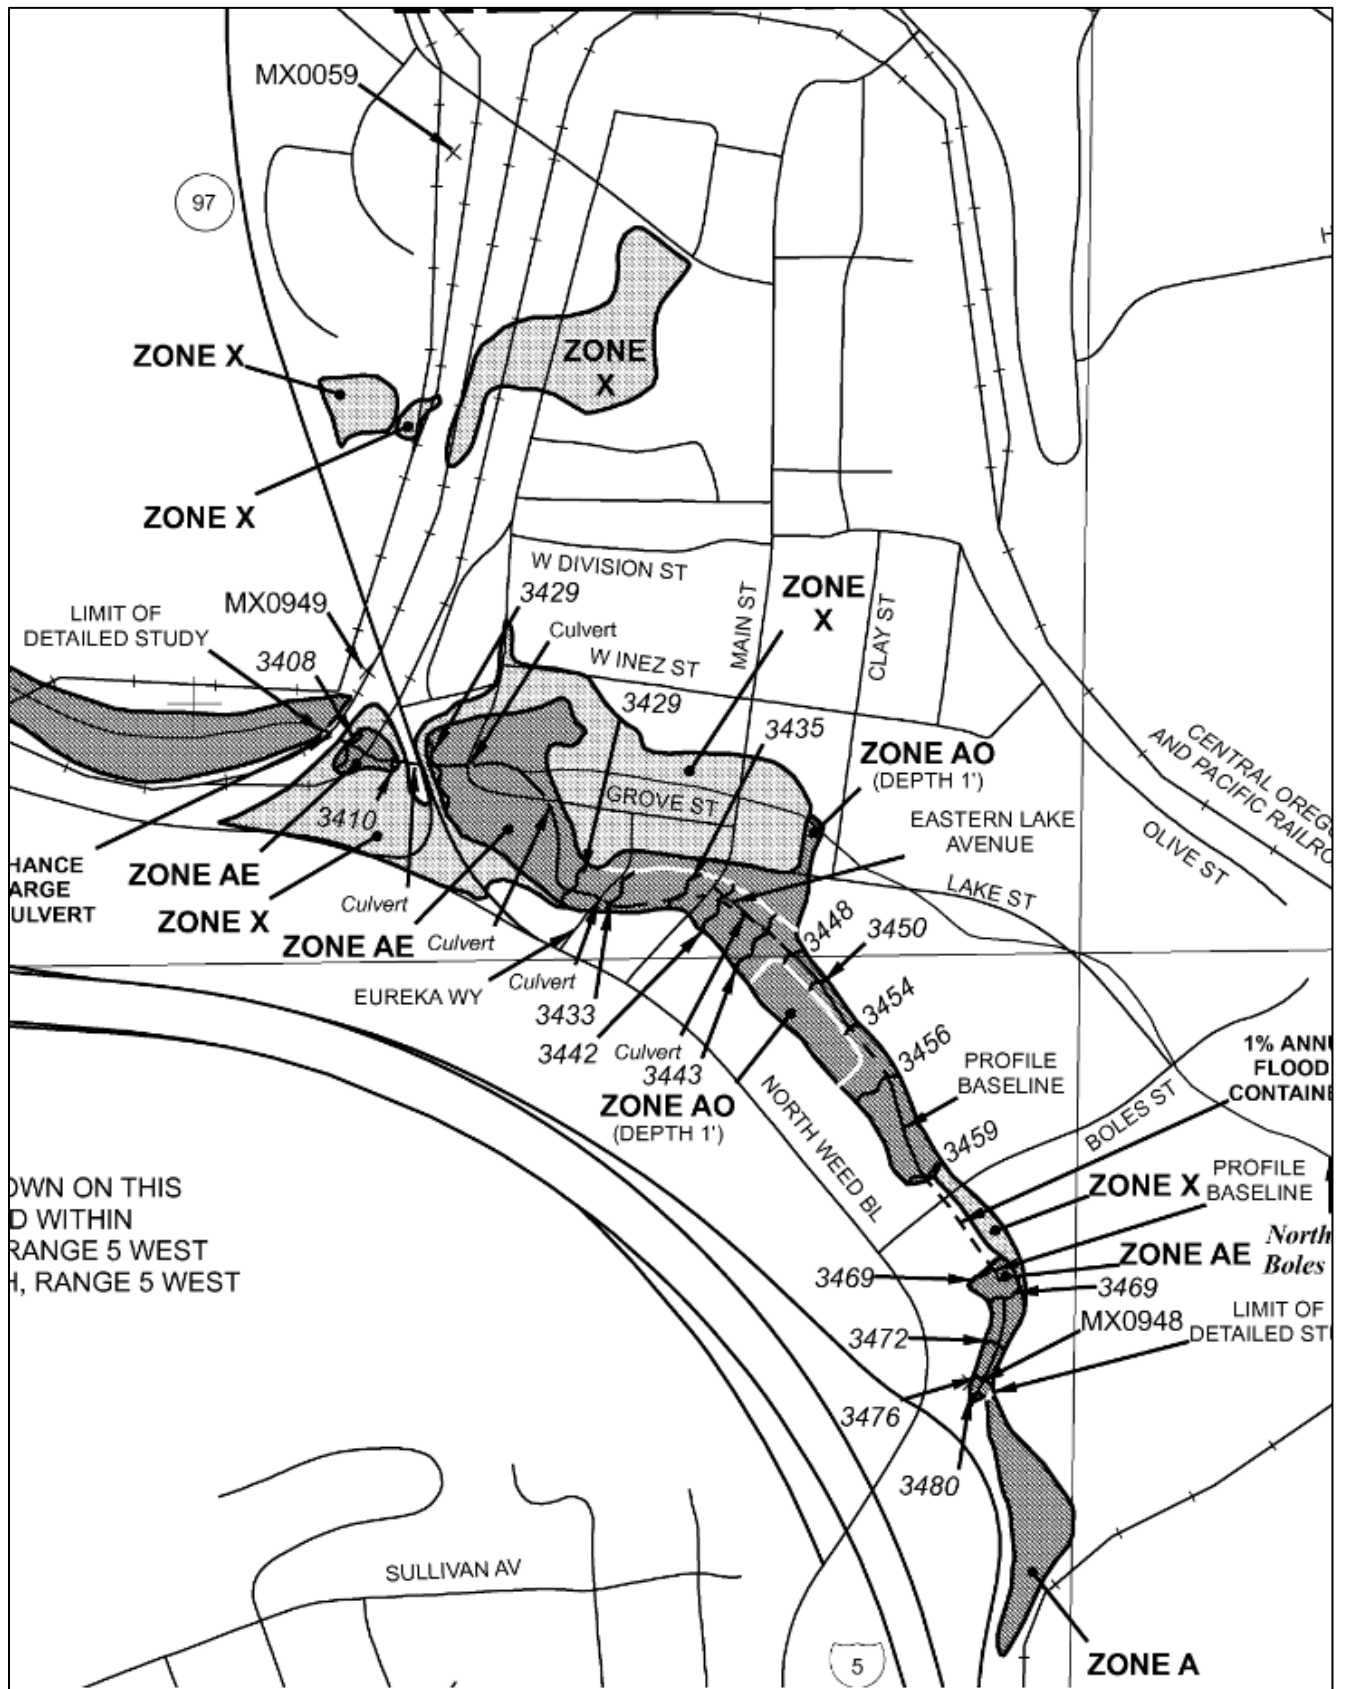 MX0059
97
ZONE X
ZONE
X
ZONE X
W DIVISION ST
3429
ZONE
X
MX0949
Culvert
MAIN ST
CLAY ST
LIMIT OF
DETAILED STUDY
3408
W INEZ ST
3429
3435
ZONE AO
(DEPTH 1')
CENTRAL OREG
AND PACIFIC RAILRO
GROVE ST
3410
EASTERN LAKE
AVENUE
OLIVE ST
HANCE
ARGE
ULVERT
ZONE AE
ZONE X
Culvert
LAKE ST
ZONE AE
Culvert
3448
3450
EUREKA WY
Culvert
3433
3454
3442
Culvert
3443
3456
PROFILE
BASELINE
1% ANNU
FLOOD
CONTAINE
ZONE AO
(DEPTH 1')
NORTH WEED BL
BOLES ST
3459
OWN ON THIS
D WITHIN
RANGE 5 WEST
H, RANGE 5 WEST
ZONE X
PROFILE
BASELINE
ZONE AE
North
Boles
3469
3469
MX0948
LIMIT OF
DETAILED STU
3472
3476
3480
SULLIVAN AV
5
ZONE A